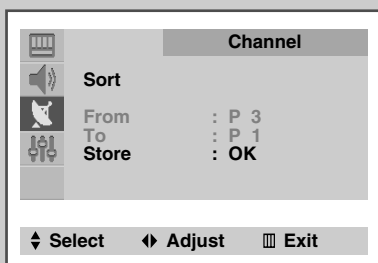 Channel
Sort
From : P 3
To : P 1
Store : OK
Select Adjust Exit